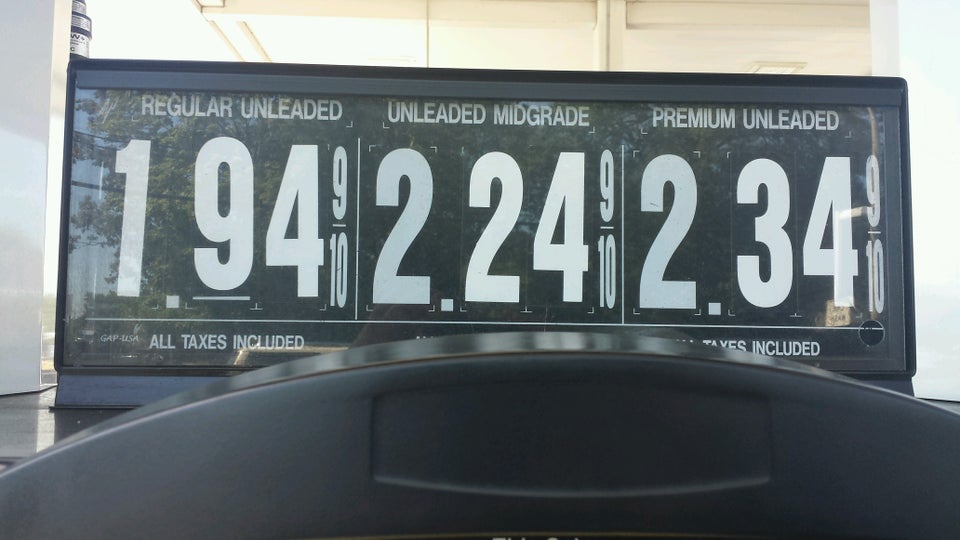 REGULAR UNLEADED UNLEADED MIDGRADE PREMIUM UNLEADED
1.94 9/10 2.24 9/10 2.34 9/10
GAP-USA ALL TAXES INCLUDED TAXES INCLUDED